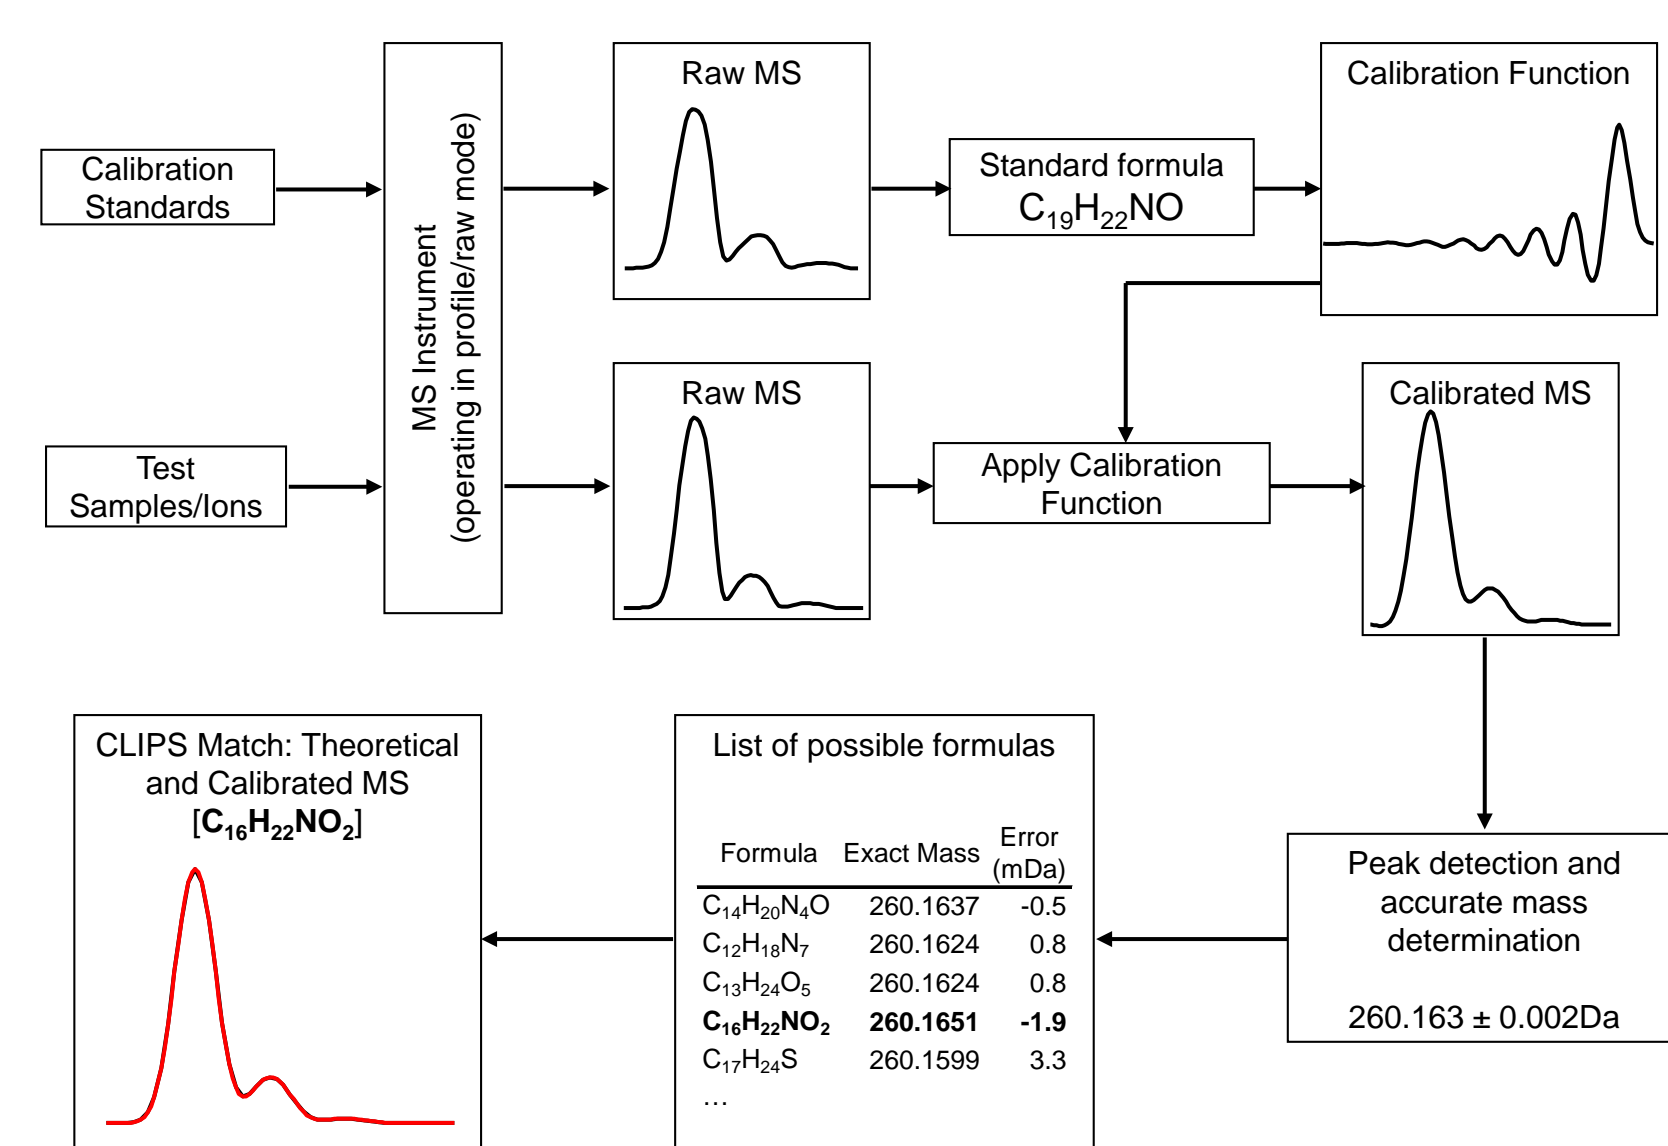 Calibration
Standards
Test
Samples/Ions
MS Instrument
(operating in profile/raw mode)
Raw MS
Standard formula
C₁₉H₂₂NO
Calibration Function
Raw MS
Apply Calibration
Function
Calibrated MS
Peak detection and
accurate mass
determination
260.163 ± 0.002Da
List of possible formulas
Formula Exact Mass Error (mDa)
C₁₄H₂₀N₄O 260.1637 -0.5
C₁₂H₁₈N₇ 260.1624 0.8
C₁₃H₂₄O₅ 260.1624 0.8
C₁₆H₂₂NO₂ 260.1651 -1.9
C₁₇H₂₄S 260.1599 3.3
…
CLIPS Match: Theoretical
and Calibrated MS
[C₁₆H₂₂NO₂]